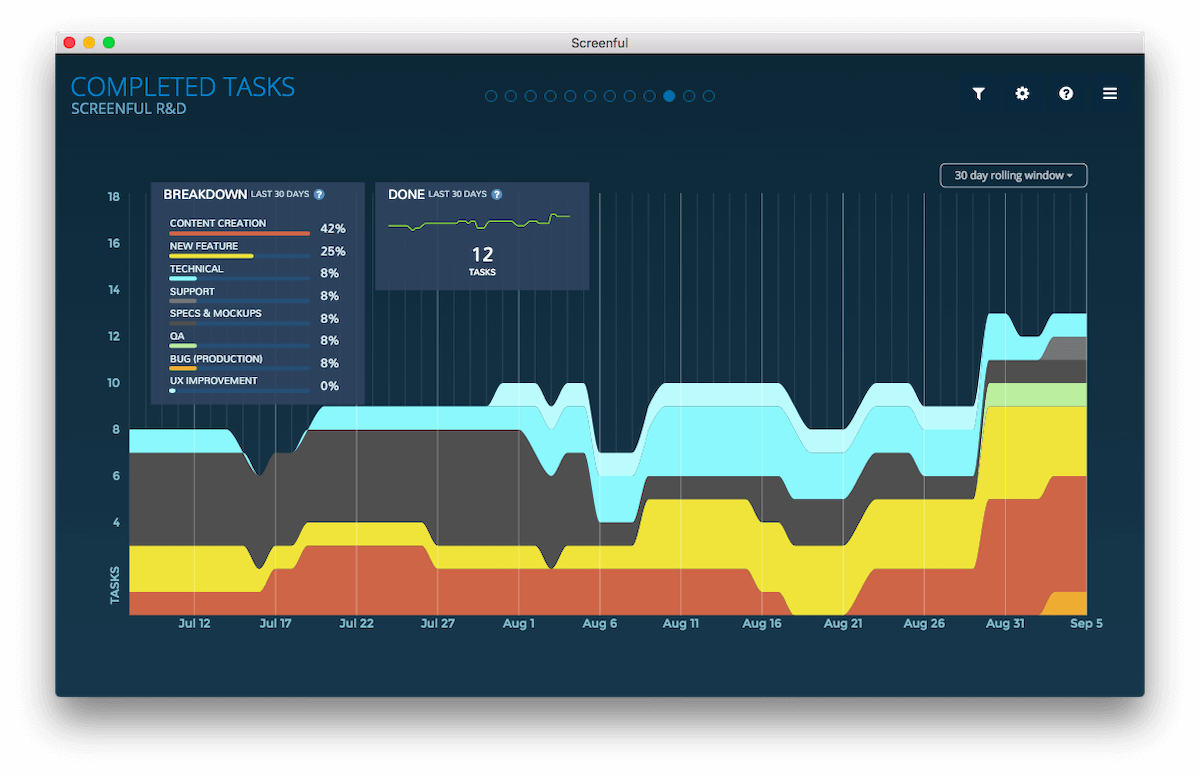 Screenful
COMPLETED TASKS
SCREENFUL R&D
30 day rolling window
BREAKDOWN LAST 30 DAYS ?
CONTENT CREATION 42%
NEW FEATURE 25%
TECHNICAL 8%
SUPPORT 8%
SPECS & MOCKUPS 8%
QA 8%
BUG (PRODUCTION) 8%
UX IMPROVEMENT 0%
DONE LAST 30 DAYS ?
12
TASKS
18
16
14
12
10
8
6
4
TASKS
Jul 12 Jul 17 Jul 22 Jul 27 Aug 1 Aug 6 Aug 11 Aug 16 Aug 21 Aug 26 Aug 31 Sep 5